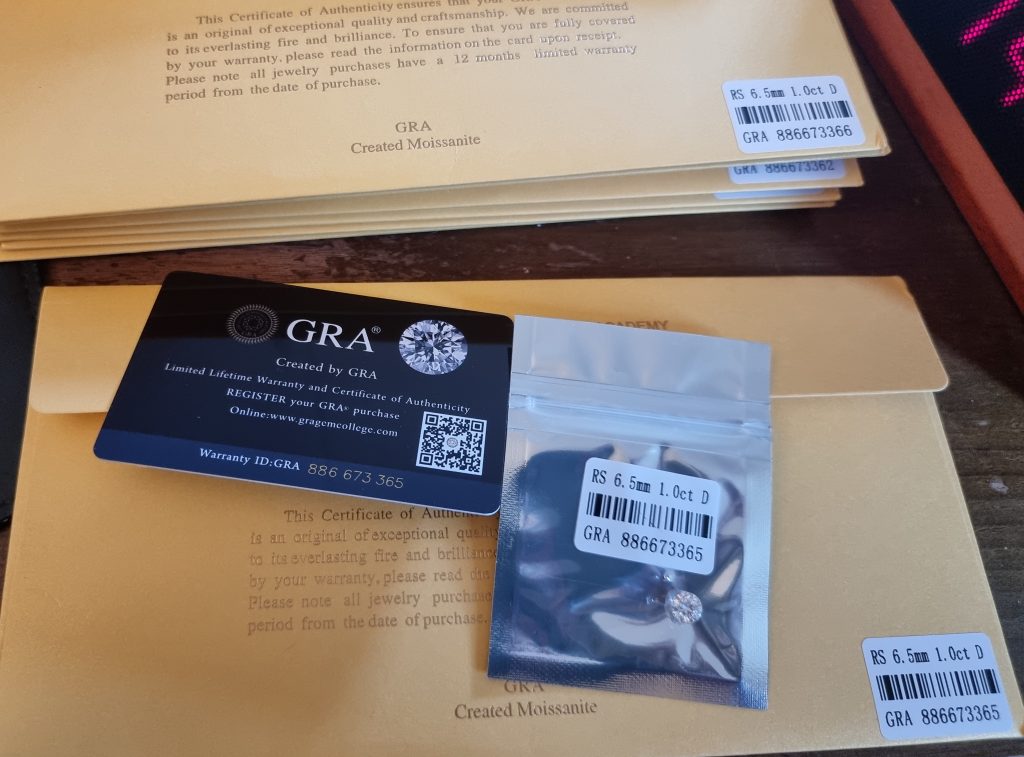 This Certificate of Authenticity ensures that your
is an original of exceptional quality and craftsmanship. We are committed
to its everlasting fire and brilliance. To ensure that you are fully covered
by your warranty, please read the information on the card upon receipt.
Please note all jewelry purchases have a 12 months limited warranty
period from the date of purchase.
GRA
Created Moissanite
RS 6.5mm 1.0ct D
GRA 886673366
GRA 886673362
GRA®
Created by GRA
Limited Lifetime Warranty and Certificate of Authenticity
REGISTER your GRA® purchase
Online:www.gragemcollege.com
Warranty ID:GRA 886 673 365
RS 6.5mm 1.0ct D
GRA 886673365
This Certificate of
is an original of exceptional quality
to its everlasting fire and brilliance
by your warranty, please read the
Please note all jewelry
period from the date of purchase.
GRA
Created Moissanite
RS 6.5mm 1.0ct D
GRA 886673365